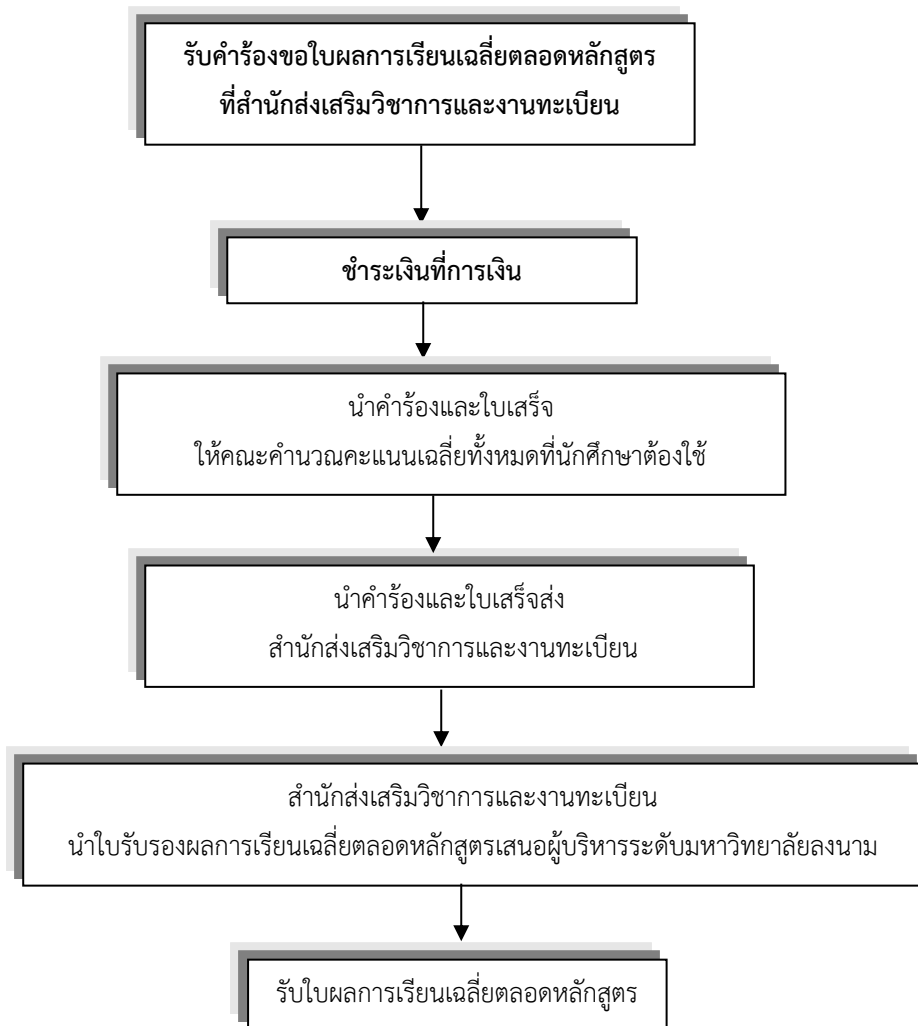 รับคำร้องขอใบผลการเรียนเฉลี่ยตลอดหลักสูตร
ที่สำนักส่งเสริมวิชาการและงานทะเบียน
ชำระเงินที่การเงิน
นำคำร้องและใบเสร็จ
ให้คณะคำนวณคะแนนเฉลี่ยทั้งหมดที่นักศึกษาต้องใช้
นำคำร้องและใบเสร็จส่ง
สำนักส่งเสริมวิชาการและงานทะเบียน
สำนักส่งเสริมวิชาการและงานทะเบียน
นำใบรับรองผลการเรียนเฉลี่ยตลอดหลักสูตรเสนอผู้บริหารระดับมหาวิทยาลัยลงนาม
รับใบผลการเรียนเฉลี่ยตลอดหลักสูตร